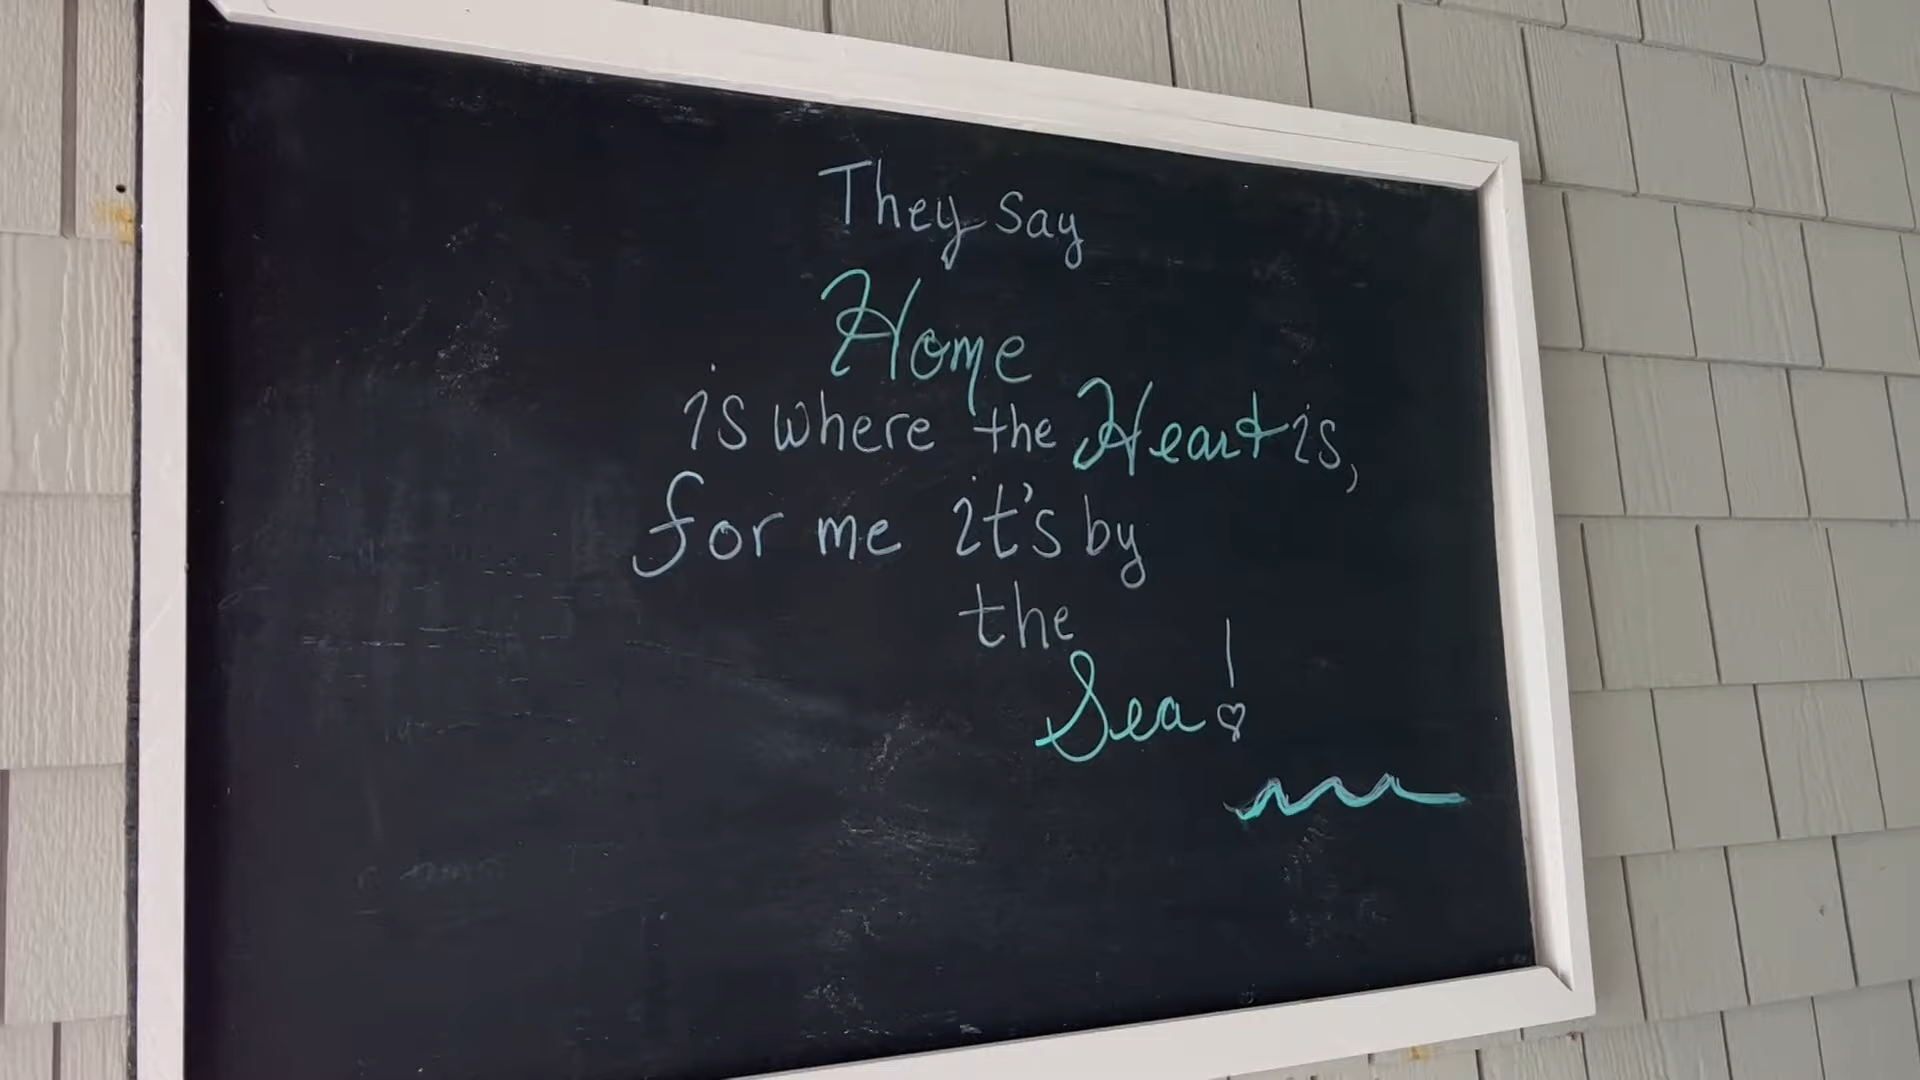 They say
Home
is where the Heart is,
for me it's by
the
Sea!